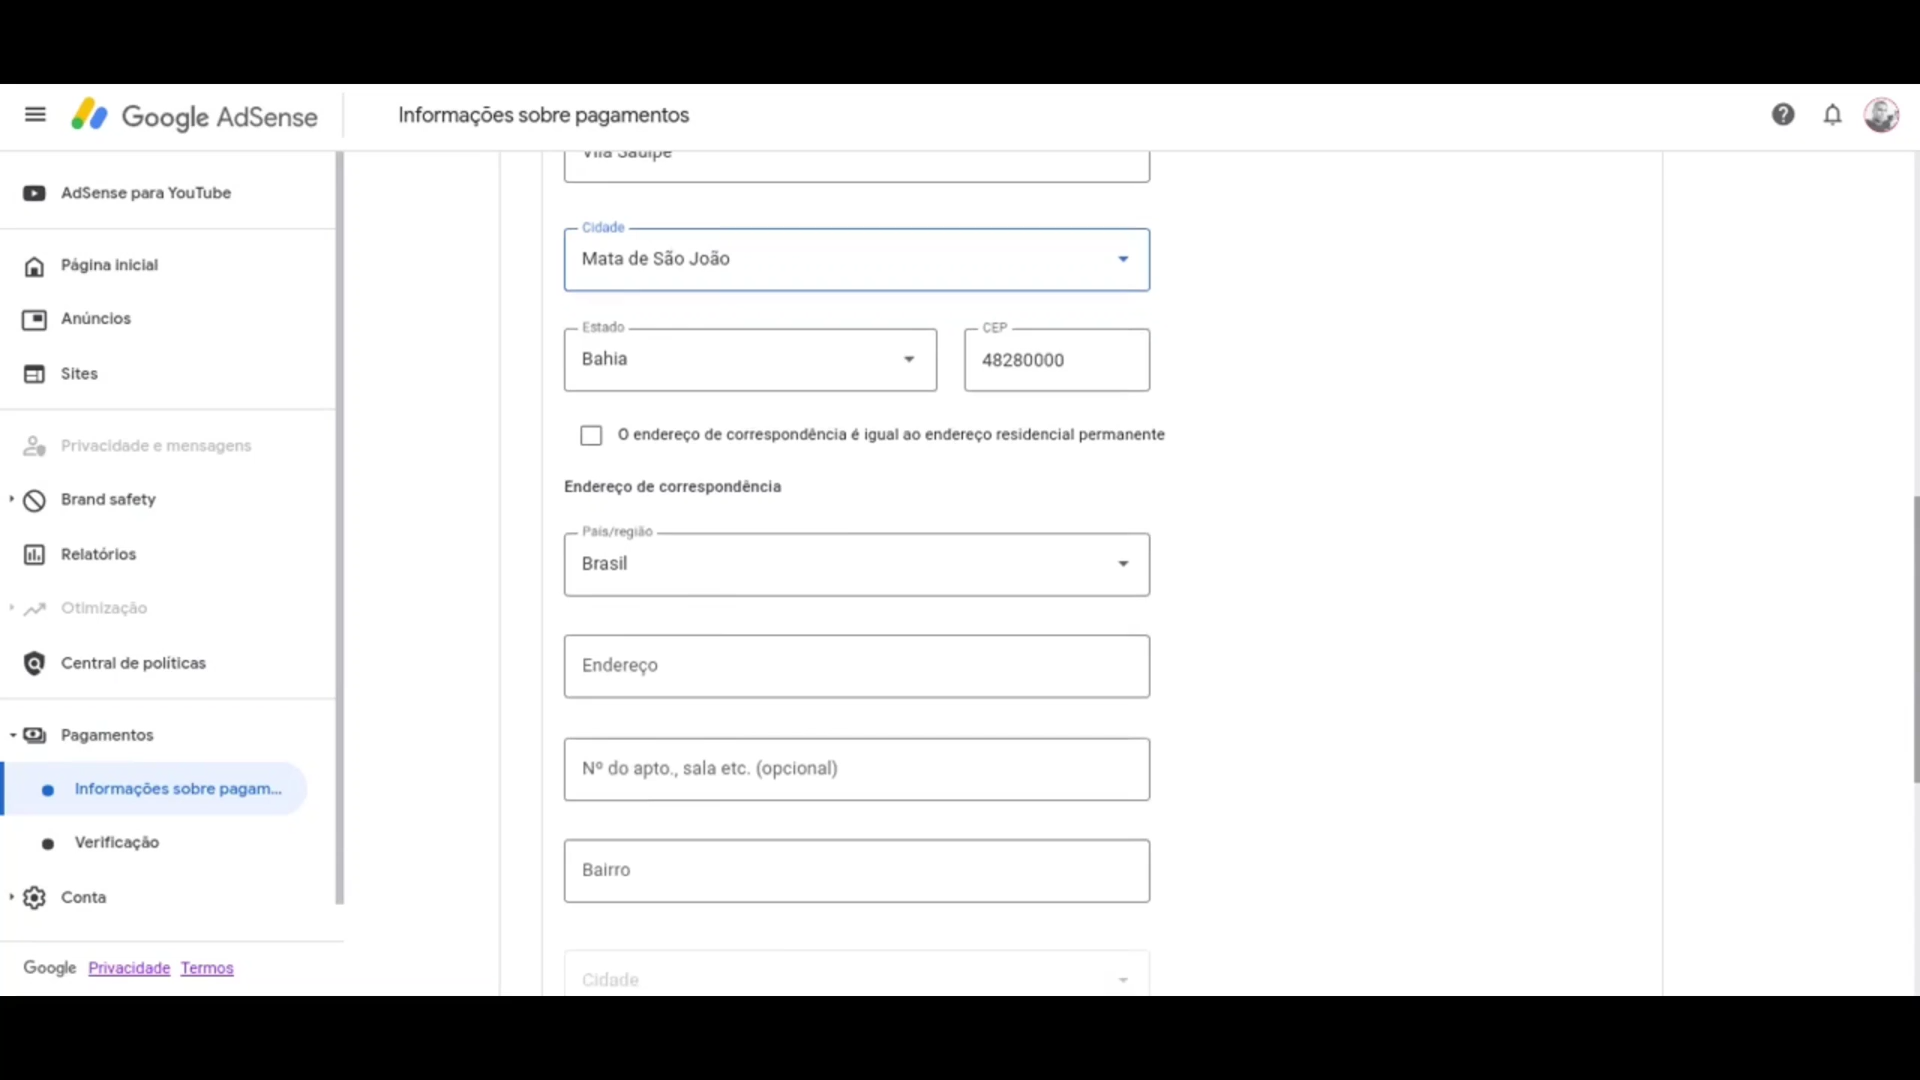 Google AdSense
Informações sobre pagamentos
AdSense para YouTube
Página inicial
Anúncios
Sites
Privacidade e mensagens
Brand safety
Relatórios
Otimização
Central de políticas
Pagamentos
Informações sobre pagam...
Verificação
Conta
Google Privacidade Termos
Vila Sauipe
Cidade
Mata de São João
Estado
Bahia
CEP
48280000
O endereço de correspondência é igual ao endereço residencial permanente
Endereço de correspondência
País/região
Brasil
Endereço
Nº do apto., sala etc. (opcional)
Bairro
Cidade